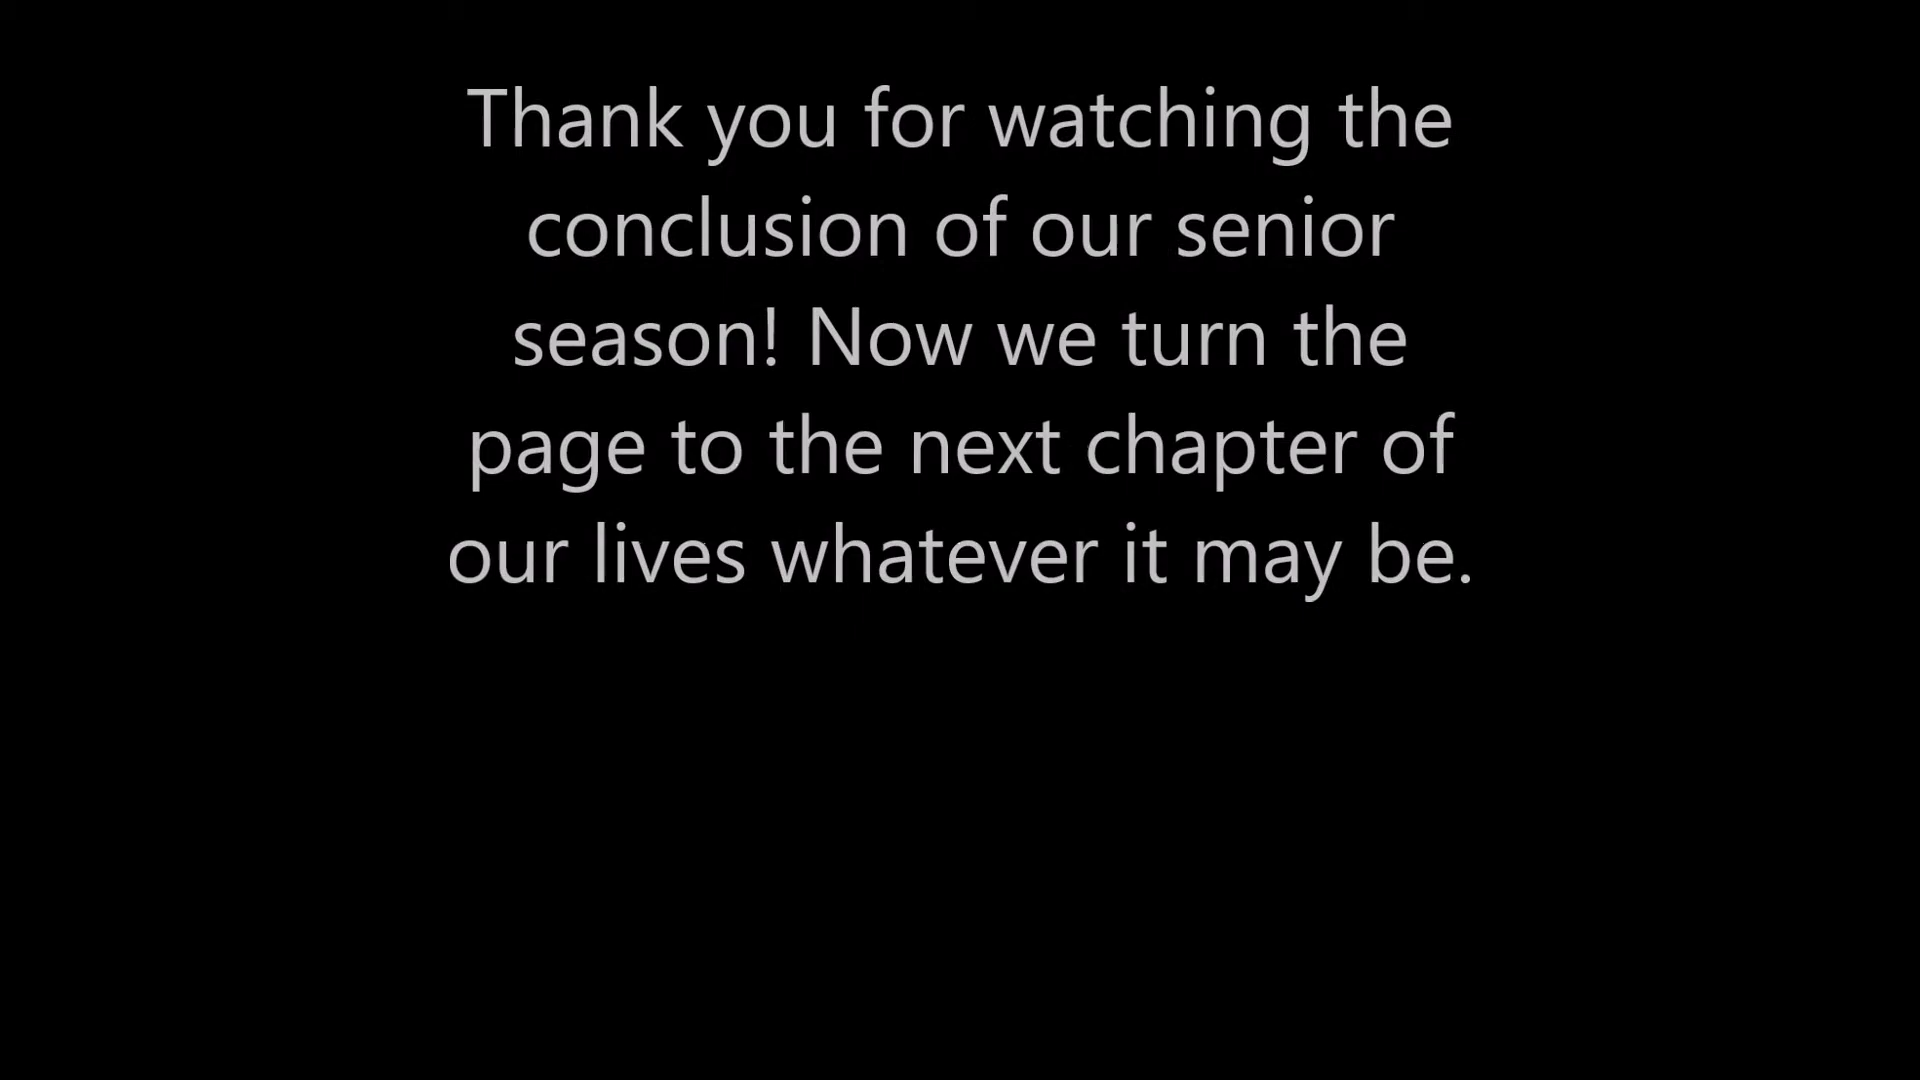 Thank you for watching the
conclusion of our senior
season! Now we turn the
page to the next chapter of
our lives whatever it may be.